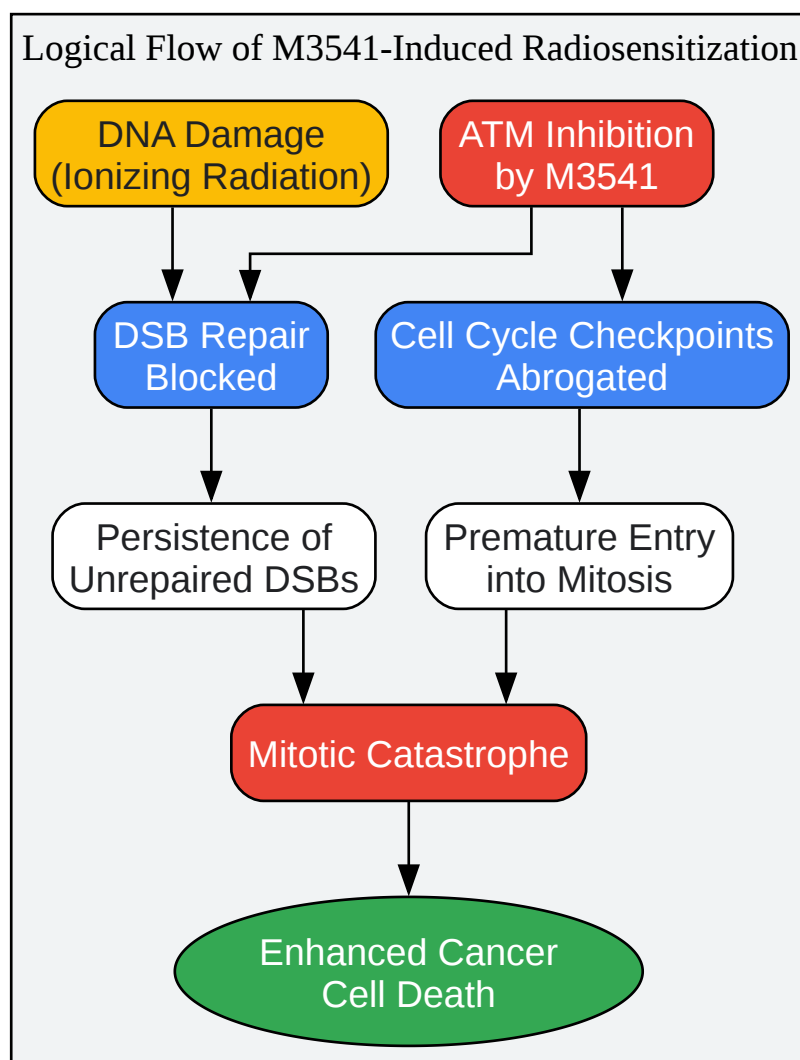 Logical Flow of M3541-Induced Radiosensitization
DNA Damage
(Ionizing Radiation)
ATM Inhibition
by M3541
DSB Repair
Blocked
Cell Cycle Checkpoints
Abrogated
Persistence of
Unrepaired DSBs
Premature Entry
into Mitosis
Mitotic Catastrophe
Enhanced Cancer
Cell Death